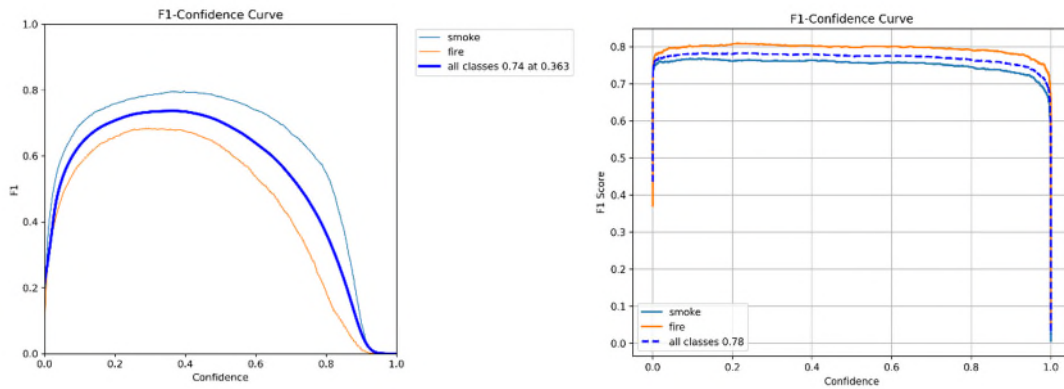 F1-Confidence Curve
1.0
0.8
0.6
0.4
0.2
0.0
F1
0.0 0.2 0.4 0.6 0.8 1.0
Confidence
smoke
fire
all classes 0.74 at 0.363
F1-Confidence Curve
0.8
0.7
0.6
0.5
0.4
0.3
0.2
0.1
0.0
F1 Score
smoke
fire
all classes 0.78
0.0 0.2 0.4 0.6 0.8 1.0
Confidence